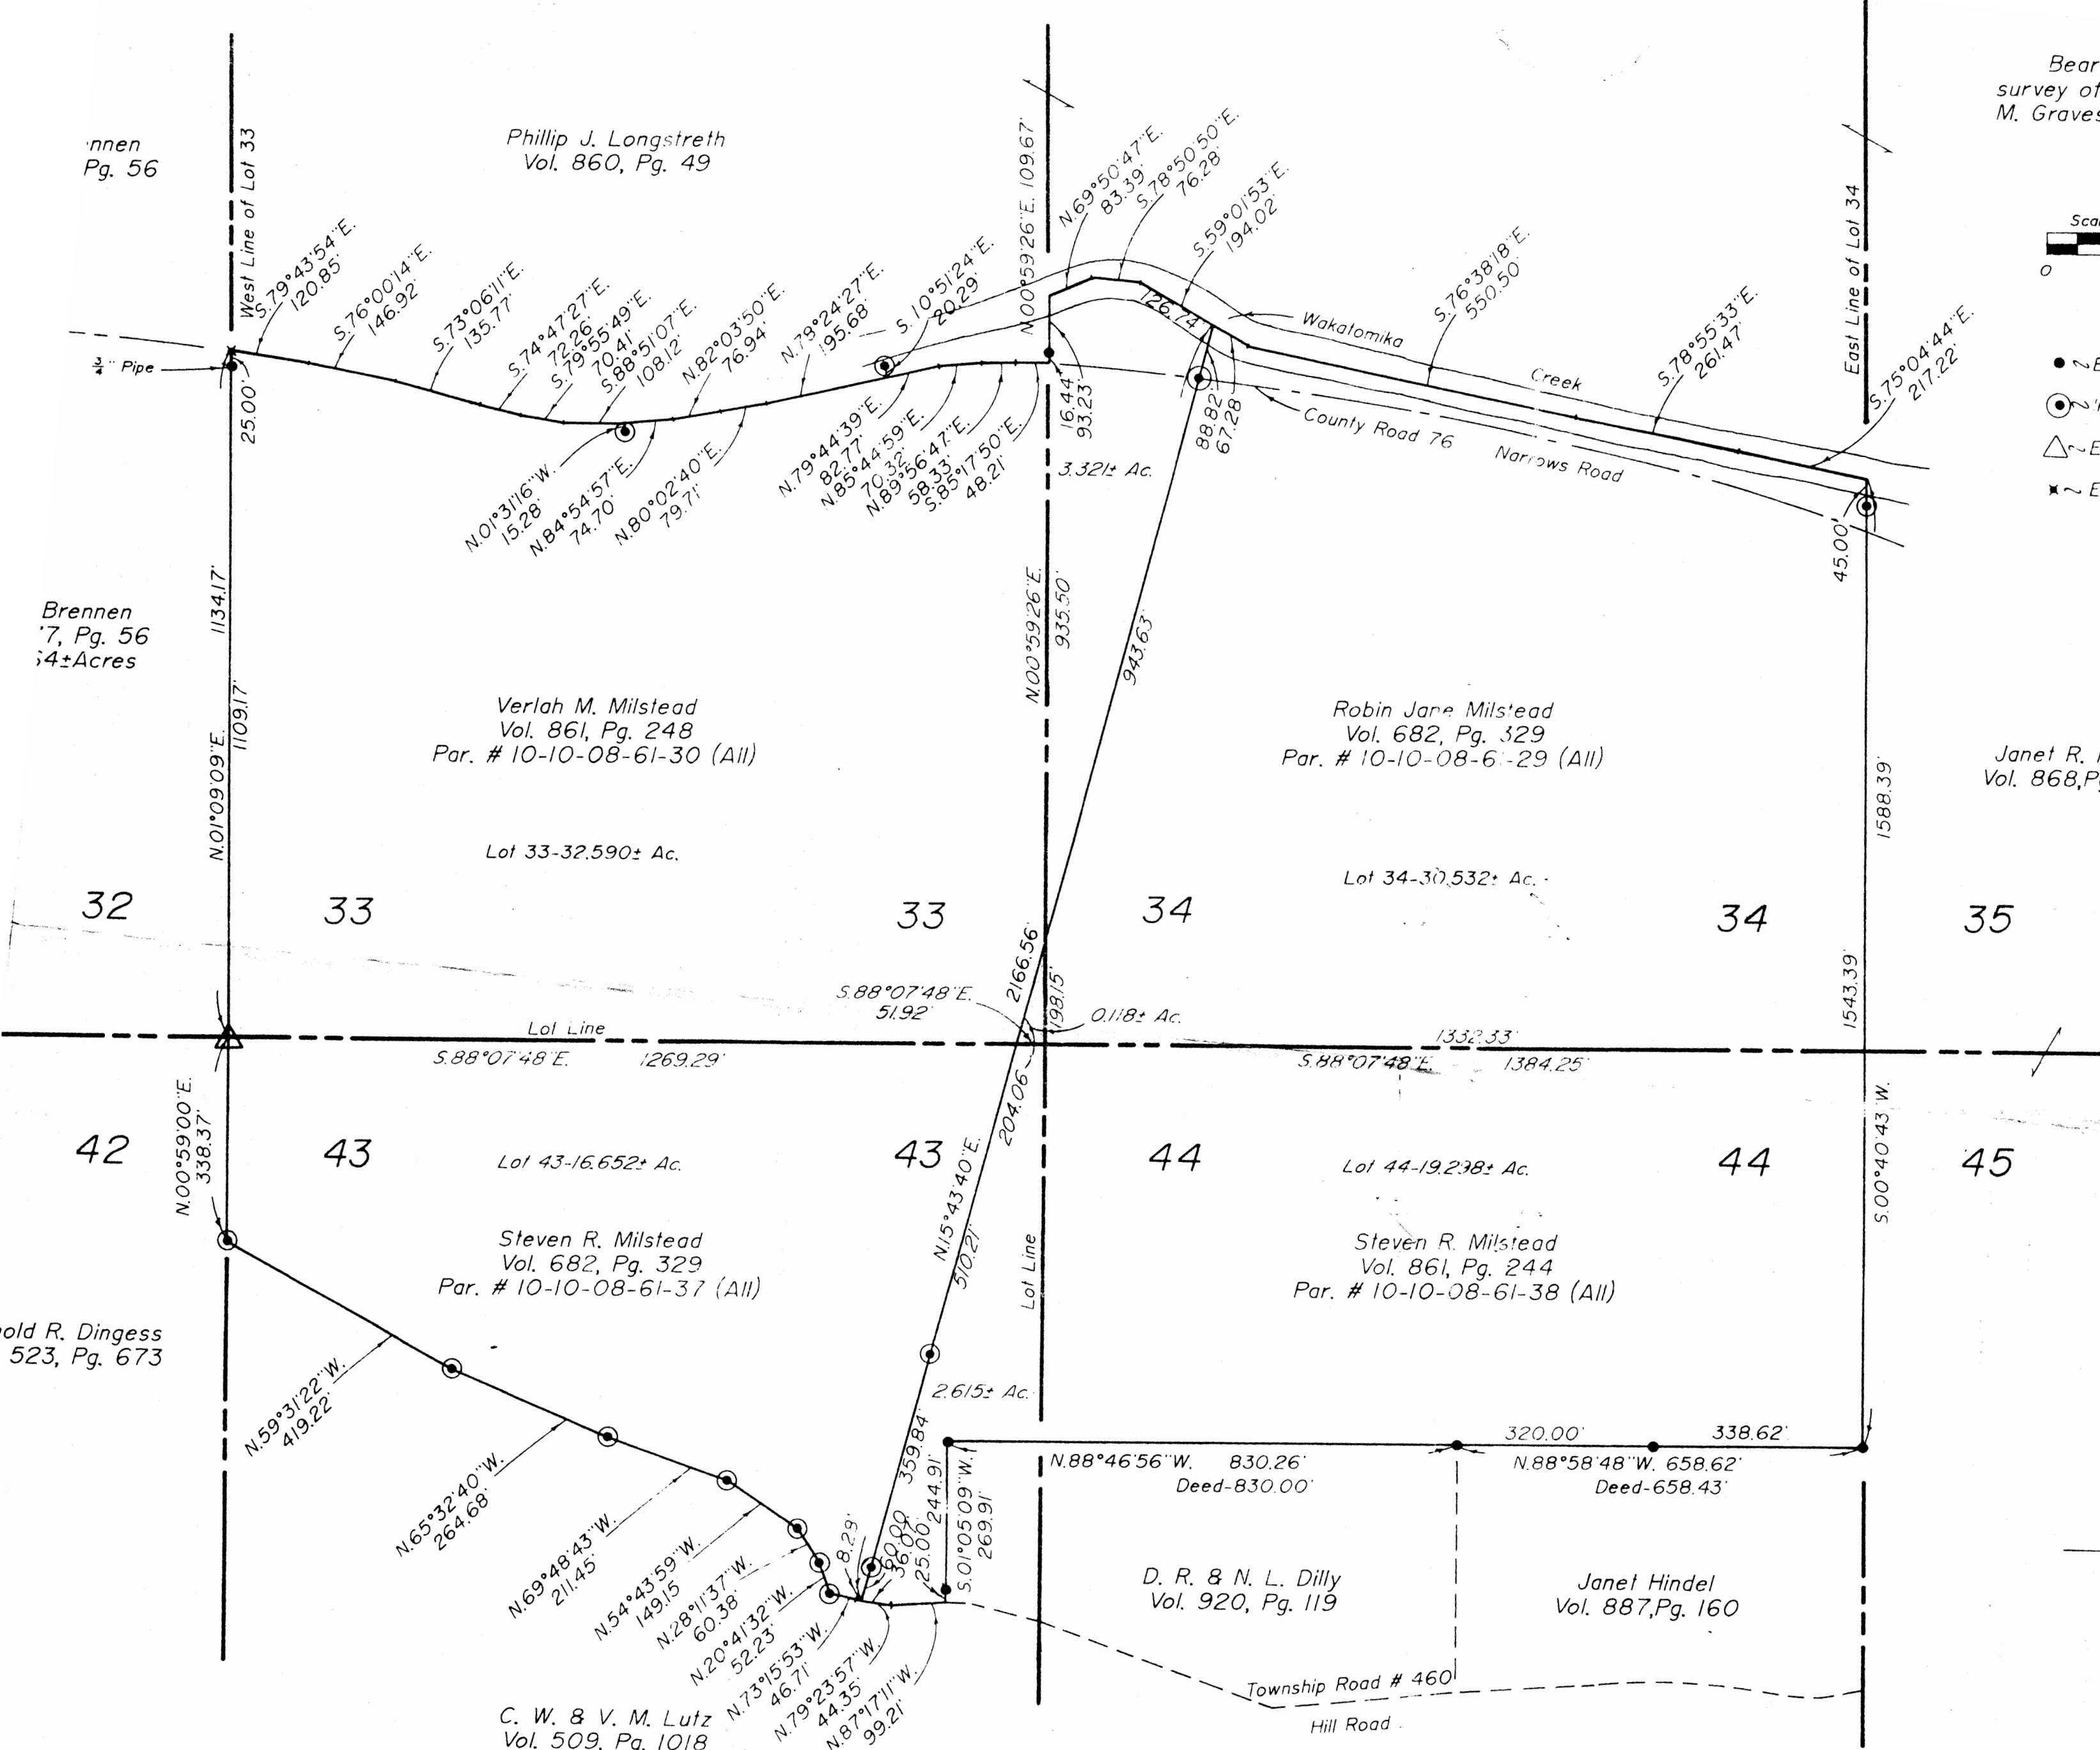 Bear
survey of
M. Graves
nnen
Pg. 56
West Line of Lot 33
Phillip J. Longstreth
Vol. 860, Pg. 49
N.00°59'26"E. 109.67'
N.69°50'47"E.
83.39'
S.78°50'50"E.
76.28'
S.59°01'53"E.
194.02'
S.76°38'18"E.
550.50'
East Line of Lot 34
Scal
0
S.79°43'54"E.
120.85'
S.76°00'14"E.
146.92'
S.73°06'11"E.
135.77'
S.74°47'27"E.
72.26'
S.79°55'49"E.
70.41'
S.88°51'07"E.
108.12'
N.82°03'50"E.
76.94'
N.78°24'27"E.
195.68'
S.10°51'24"E.
20.29'
126.74'
Wakatomika
Creek
S.78°55'33"E.
261.47'
S.75°04'44"E.
217.22'
3/4" Pipe
25.00'
16.44'
93.23'
88.82'
67.28'
County Road 76
Narrows Road
45.00'
3.321± Ac.
N.01°31'16"W.
15.28'
N.84°54'57"E.
74.70'
N.80°02'40"E.
79.71'
N.79°44'39"E.
82.77'
N.85°44'59"E.
70.32'
N.89°56'47"E.
58.33'
S.85°17'50"E.
48.21'
Brennen
'7, Pg. 56
54±Acres
1134.17'
N.01°09'09"E.
1109.17'
N.00°59'26"E.
935.50'
943.63'
Verlah M. Milstead
Vol. 861, Pg. 248
Par. # 10-10-08-61-30 (All)
Robin Jane Milstead
Vol. 682, Pg. 329
Par. # 10-10-08-61-29 (All)
Janet R.
Vol. 868,Pg
1588.39'
Lot 33-32.590± Ac.
Lot 34-30.532± Ac.
32
33
33
34
34
35
2166.56'
198.15'
1543.39'
S.88°07'48"E.
51.92'
0.118± Ac.
Lot Line
S.88°07'48"E. 1269.29'
1332.33'
S.88°07'48"E. 1384.25'
204.06'
N.00°59'00"E.
338.37'
42
43
43
44
44
45
S.00°40'43"W.
Lot 43-16.652± Ac.
Lot 44-19.298± Ac.
N.15°43'40"E.
510.21'
Lot Line
Steven R. Milstead
Vol. 682, Pg. 329
Par. # 10-10-08-61-37 (All)
Steven R. Milstead
Vol. 861, Pg. 244
Par. # 10-10-08-61-38 (All)
old R. Dingess
523, Pg. 673
2.615± Ac.
N.59°31'22"W.
419.22'
N.65°32'40"W.
264.68'
N.69°48'43"W.
211.45'
N.54°43'59"W.
149.15'
N.28°11'37"W.
60.38'
N.20°41'32"W.
52.23'
N.73°15'53"W.
46.71'
N.79°23'57"W.
44.35'
N.87°17'11"W.
99.21'
8.29'
60.00'
36.07'
359.84'
244.91'
25.00'
S.01°05'09"W.
269.91'
320.00'
338.62'
N.88°46'56"W. 830.26'
Deed-830.00'
N.88°58'48"W. 658.62'
Deed-658.43'
D. R. & N. L. Dilly
Vol. 920, Pg. 119
Janet Hindel
Vol. 887,Pg. 160
Township Road # 460
Hill Road
C. W. & V. M. Lutz
Vol. 509, Pg. 1018